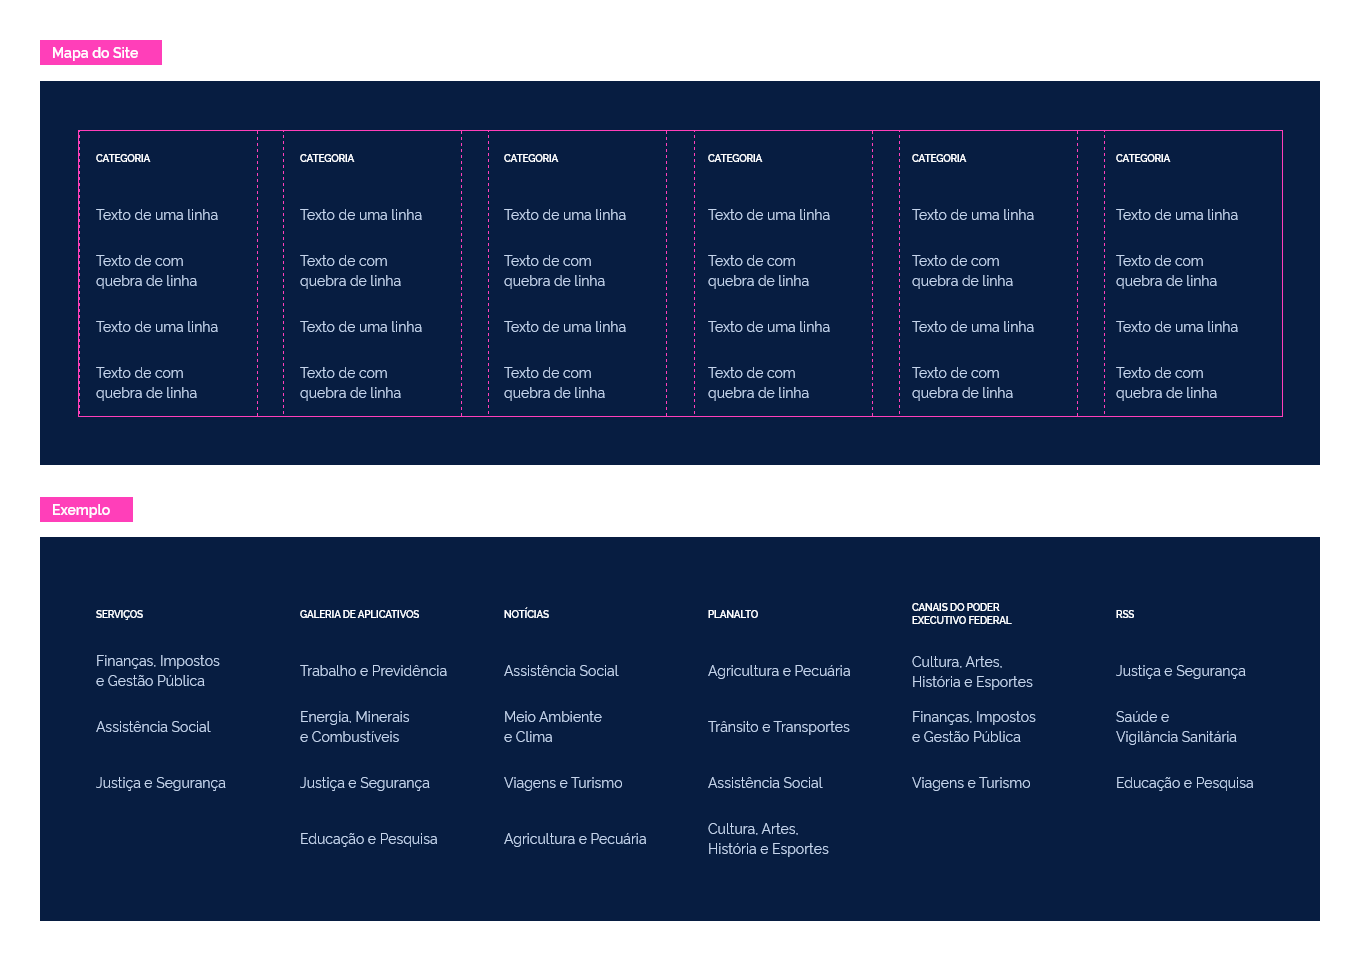 Mapa do Site
CATEGORIA
Texto de uma linha
Texto de com
quebra de linha
Texto de uma linha
Texto de com
quebra de linha
CATEGORIA
Texto de uma linha
Texto de com
quebra de linha
Texto de uma linha
Texto de com
quebra de linha
CATEGORIA
Texto de uma linha
Texto de com
quebra de linha
Texto de uma linha
Texto de com
quebra de linha
CATEGORIA
Texto de uma linha
Texto de com
quebra de linha
Texto de uma linha
Texto de com
quebra de linha
CATEGORIA
Texto de uma linha
Texto de com
quebra de linha
Texto de uma linha
Texto de com
quebra de linha
CATEGORIA
Texto de uma linha
Texto de com
quebra de linha
Texto de uma linha
Texto de com
quebra de linha
Exemplo
SERVIÇOS
Finanças, Impostos
e Gestão Pública
Assistência Social
Justiça e Segurança
GALERIA DE APLICATIVOS
Trabalho e Previdência
Energia, Minerais
e Combustíveis
Justiça e Segurança
Educação e Pesquisa
NOTÍCIAS
Assistência Social
Meio Ambiente
e Clima
Viagens e Turismo
Agricultura e Pecuária
PLANALTO
Agricultura e Pecuária
Trânsito e Transportes
Assistência Social
Cultura, Artes,
História e Esportes
CANAIS DO PODER
EXECUTIVO FEDERAL
Cultura, Artes,
História e Esportes
Finanças, Impostos
e Gestão Pública
Viagens e Turismo
RSS
Justiça e Segurança
Saúde e
Vigilância Sanitária
Educação e Pesquisa